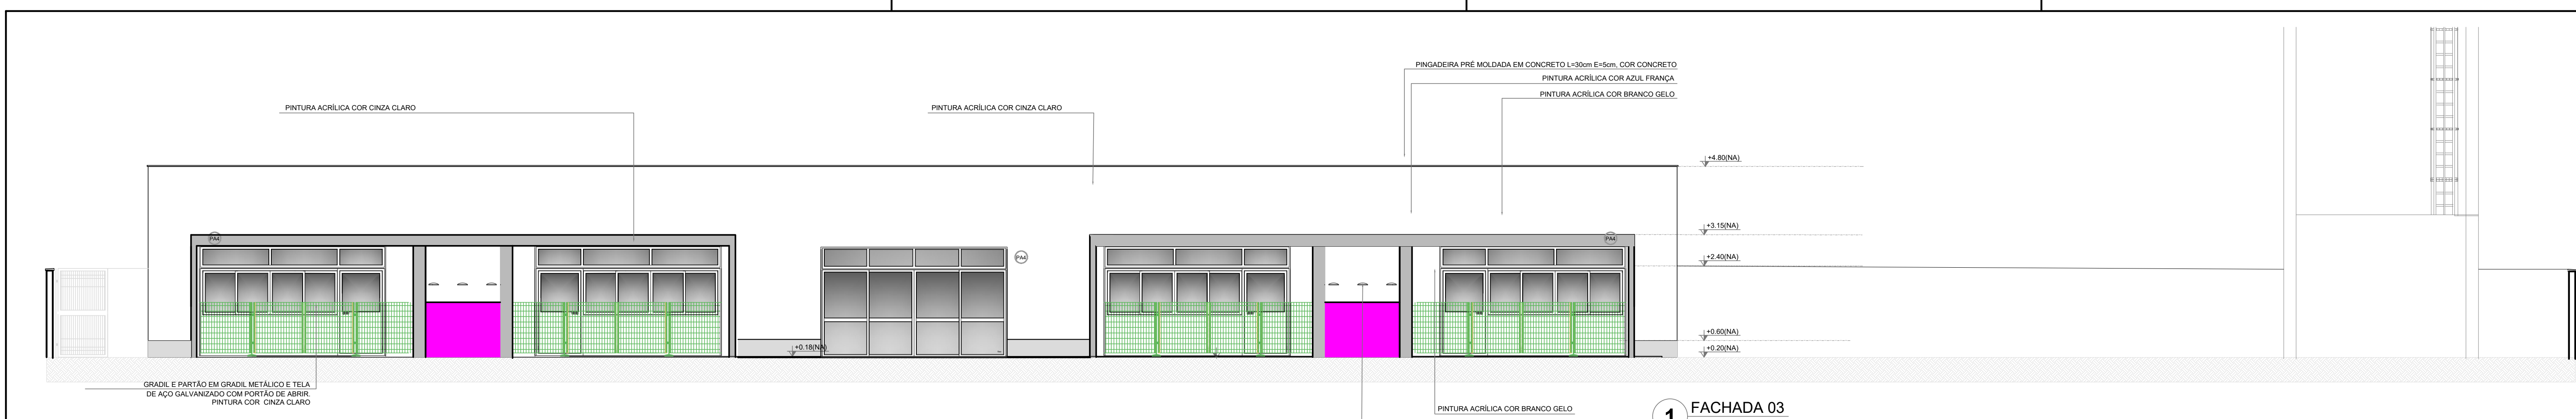 PINGADEIRA PRÉ MOLDADA EM CONCRETO L=30cm E=5cm, COR CONCRETO
PINTURA ACRÍLICA COR AZUL FRANÇA
PINTURA ACRÍLICA COR BRANCO GELO
PINTURA ACRÍLICA COR CINZA CLARO
PINTURA ACRÍLICA COR CINZA CLARO
+4.80(NA)
+3.15(NA)
PA4
PA4
PA4
+2.40(NA)
+0.60(NA)
+0.18(NA)
+0.20(NA)
GRADIL E PARTÃO EM GRADIL METÁLICO E TELA
DE AÇO GALVANIZADO COM PORTÃO DE ABRIR.
PINTURA COR CINZA CLARO
PINTURA ACRÍLICA COR BRANCO GELO
1 FACHADA 03